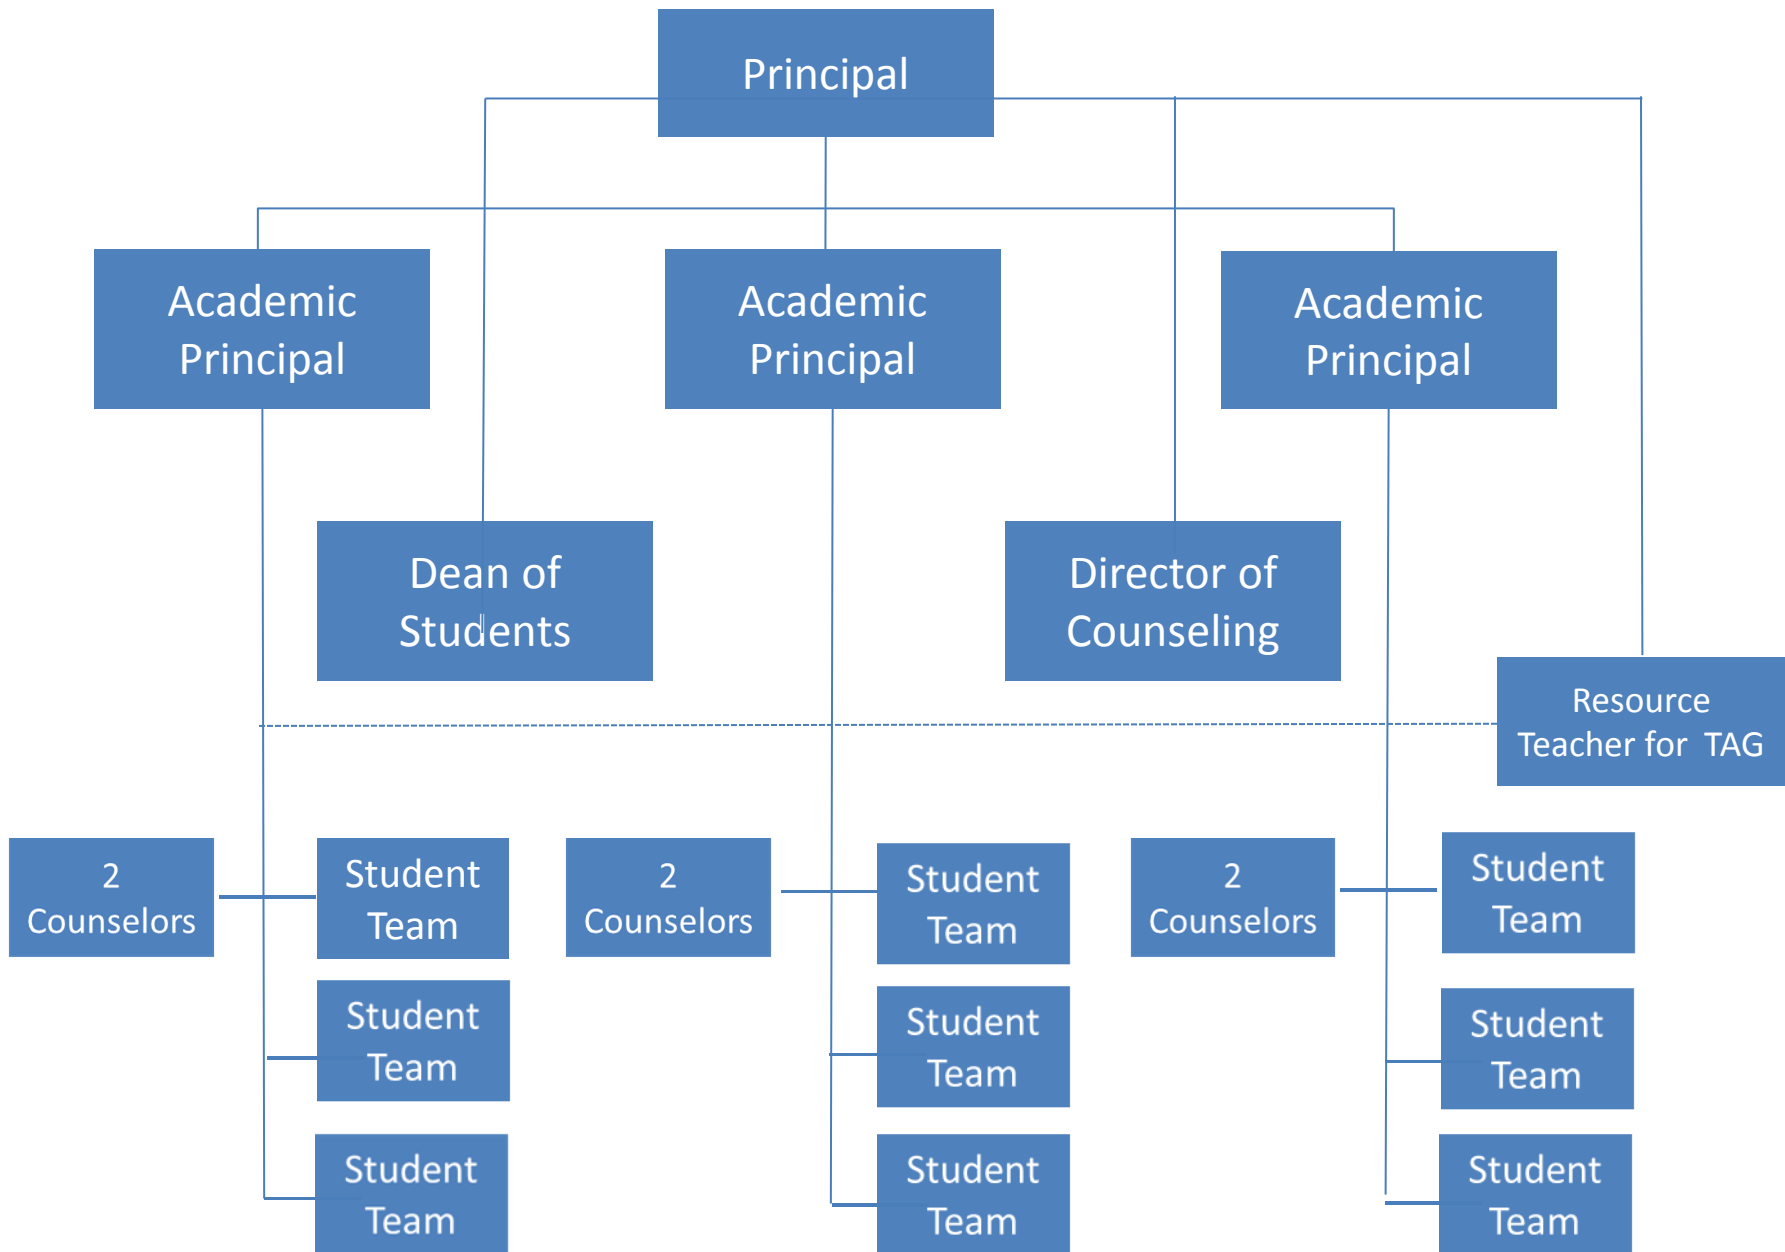 Principal
Academic
Principal
Academic
Principal
Academic
Principal
Dean of
Students
Director of
Counseling
Resource
Teacher for TAG
2
Counselors
Student
Team
2
Counselors
Student
Team
2
Counselors
Student
Team
Student
Team
Student
Team
Student
Team
Student
Team
Student
Team
Student
Team